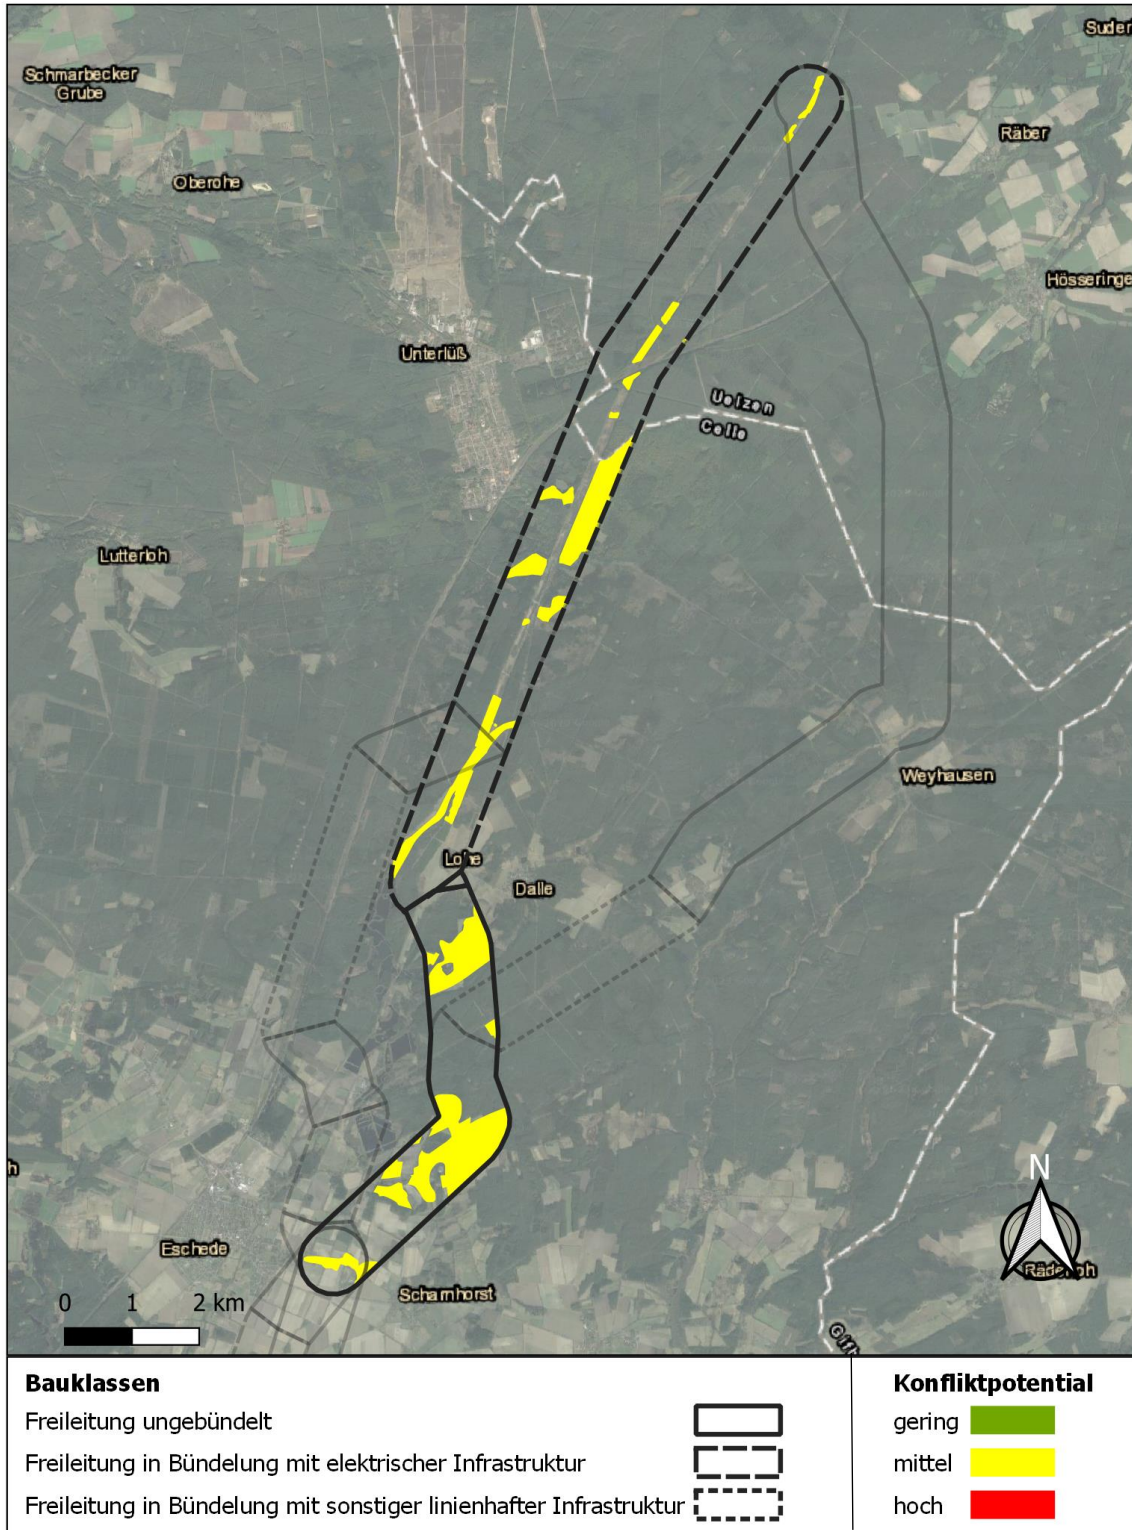 Suder
Schmarbecker
Grube
Räber
Oberohe
Hösseringe
Unterlüß
Uelzen
Celle
Lutterloh
Weyhausen
Lohe
Dalle
h
N
Eschede
Scharnhorst
0 1 2 km
Bauklassen
Freileitung ungebündelt
Freileitung in Bündelung mit elektrischer Infrastruktur
Freileitung in Bündelung mit sonstiger linienhafter Infrastruktur
Konfliktpotential
gering
mittel
hoch